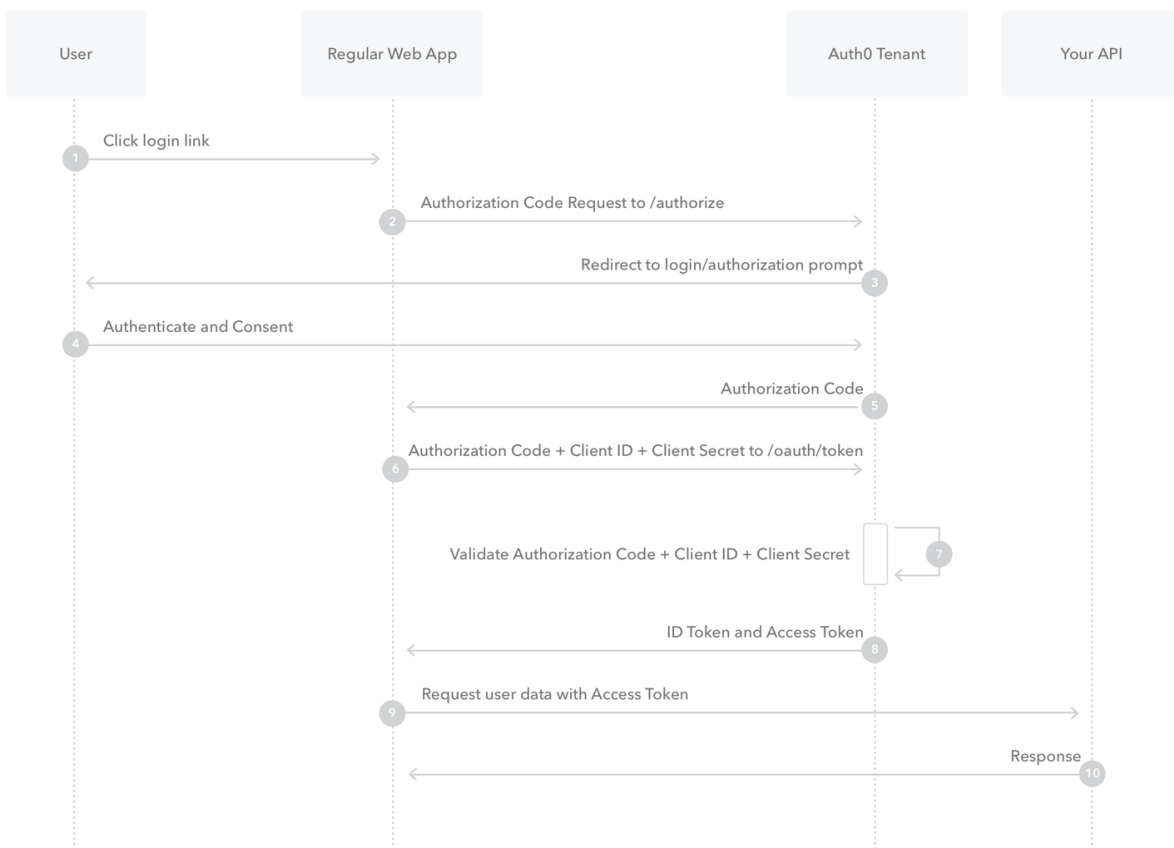 User
Regular Web App
Auth0 Tenant
Your API
Click login link
1
Authorization Code Request to /authorize
2
Redirect to login/authorization prompt
3
Authenticate and Consent
4
Authorization Code
5
Authorization Code + Client ID + Client Secret to /oauth/token
6
Validate Authorization Code + Client ID + Client Secret
7
ID Token and Access Token
8
Request user data with Access Token
9
Response
10